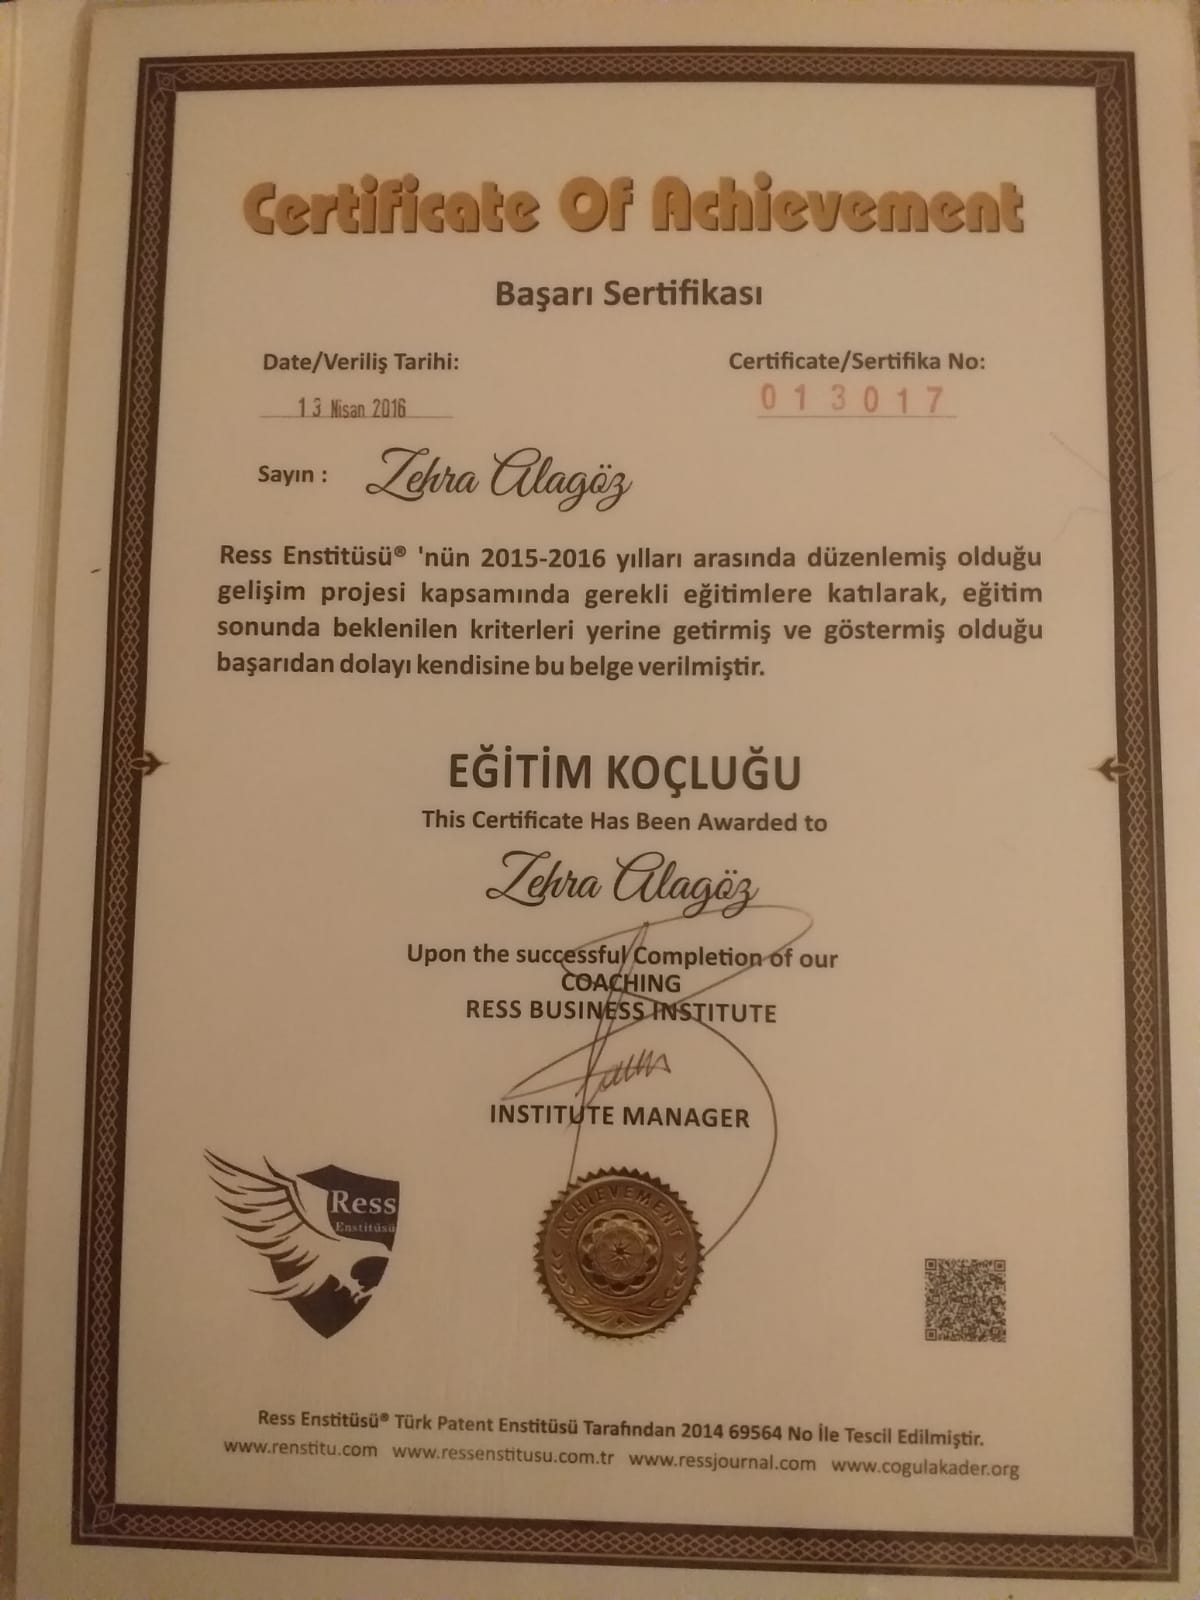 Certificate Of Achievement
Başarı Sertifikası
Date/Veriliş Tarihi:
Certificate/Sertifika No:
13 Nisan 2016
013017
Sayın : Zehra Alagöz
Ress Enstitüsü® 'nün 2015-2016 yılları arasında düzenlemiş olduğu
gelişim projesi kapsamında gerekli eğitimlere katılarak, eğitim
sonunda beklenilen kriterleri yerine getirmiş ve göstermiş olduğu
başarıdan dolayı kendisine bu belge verilmiştir.
EĞİTİM KOÇLUĞU
This Certificate Has Been Awarded to
Zehra Alagöz
Upon the successful Completion of our
COACHING
RESS BUSINESS INSTITUTE
INSTITUTE MANAGER
Ress
Enstitüsü
ACHIEVEMENT
Ress Enstitüsü® Türk Patent Enstitüsü Tarafından 2014 69564 No İle Tescil Edilmiştir.
www.renstitu.com www.ressenstitusu.com.tr www.ressjournal.com www.cogulakader.org